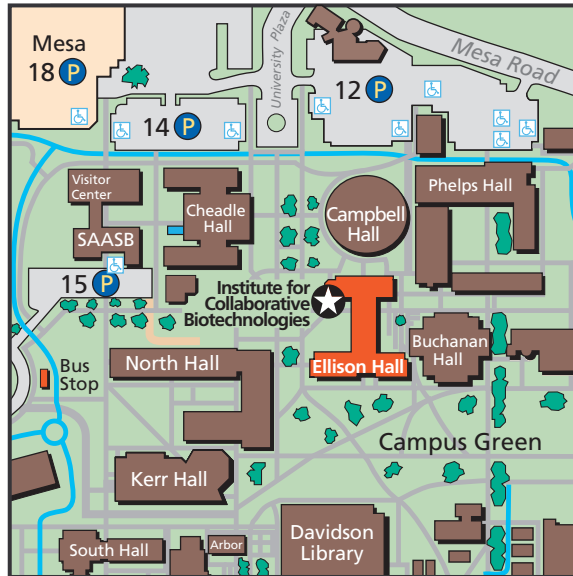 Mesa
18 P
14 P
University Plaza
12 P
Mesa Road
Visitor
Center
SAASB
Cheadle
Hall
Campbell
Hall
Phelps Hall
15 P
Institute for
Collaborative
Biotechnologies
Bus
Stop
North Hall
Ellison Hall
Buchanan
Hall
Campus Green
Kerr Hall
South Hall
Arbor
Davidson
Library